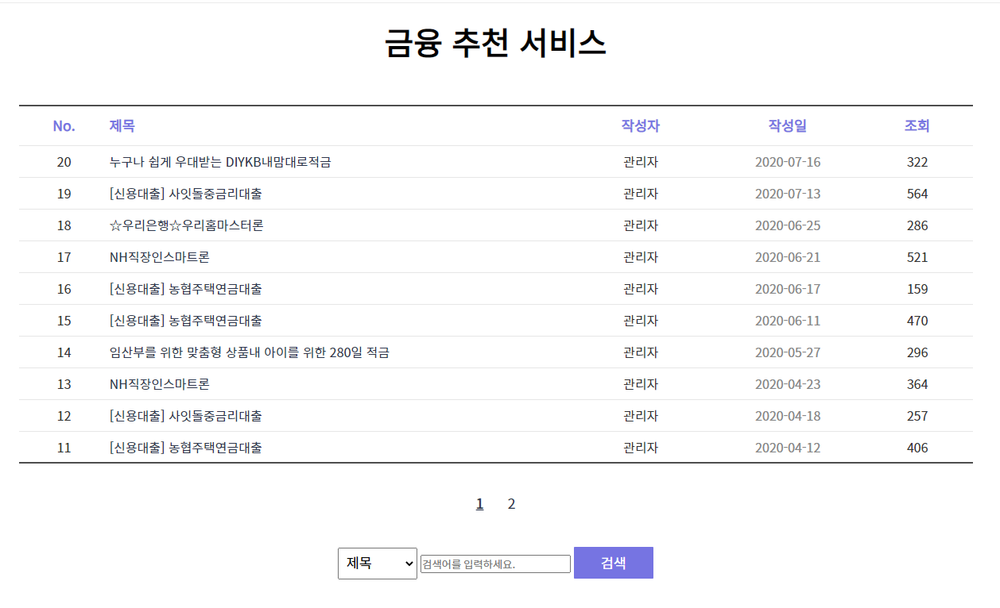 금융 추천 서비스
No. 제목 작성자 작성일 조회
20 누구나 쉽게 우대받는 DIYKB내맘대로적금 관리자 2020-07-16 322
19 [신용대출] 사잇돌중금리대출 관리자 2020-07-13 564
18 ☆우리은행☆우리홈마스터론 관리자 2020-06-25 286
17 NH직장인스마트론 관리자 2020-06-21 521
16 [신용대출] 농협주택연금대출 관리자 2020-06-17 159
15 [신용대출] 농협주택연금대출 관리자 2020-06-11 470
14 임산부를 위한 맞춤형 상품내 아이를 위한 280일 적금 관리자 2020-05-27 296
13 NH직장인스마트론 관리자 2020-04-23 364
12 [신용대출] 사잇돌중금리대출 관리자 2020-04-18 257
11 [신용대출] 농협주택연금대출 관리자 2020-04-12 406
1 2
제목 검색어를 입력하세요. 검색